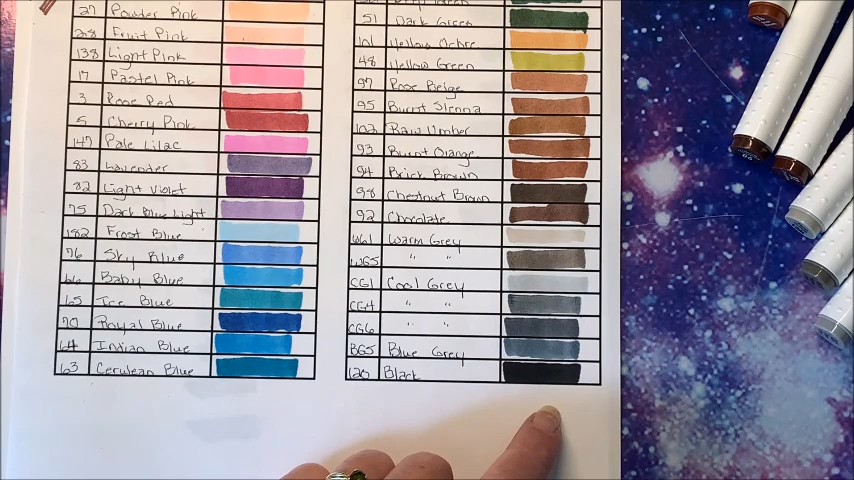 27 Powder Pink
Fruit Pink
138 Light Pink
17 Pastel Pink
3 Rose Red
5 Cherry Pink
147 Pale Lilac
83 Lavender
82 Light Violet
75 Dark Blue Light
182 Frost Blue
76 Sky Blue
66 Baby Blue
65 Ice Blue
70 Royal Blue
64 Indian Blue
63 Cerulean Blue
51 Dark Green
101 Yellow Ochre
48 Yellow Green
97 Rose Beige
95 Burnt Sienna
102 Raw Umber
93 Burnt Orange
94 Brick Brown
98 Chestnut Brown
92 Chocolate
WG1 Warm Grey
WG5 " "
CG1 Cool Grey
CG4 " "
CG6 " "
BG5 Blue Grey
120 Black